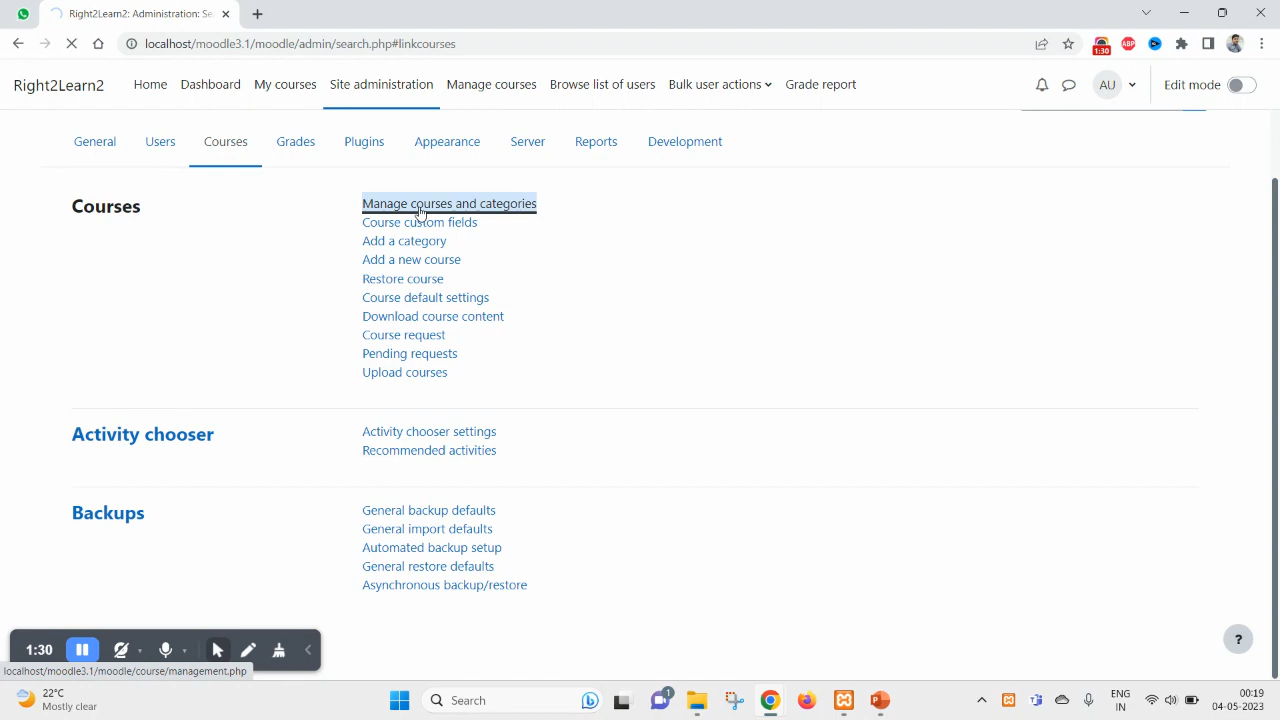 Right2Learn2: Administration: Se
localhost/moodle3.1/moodle/admin/search.php#linkcourses
1:30
ABP
Right2Learn2
Home
Dashboard
My courses
Site administration
Manage courses
Browse list of users
Bulk user actions
Grade report
AU
Edit mode
General
Users
Courses
Grades
Plugins
Appearance
Server
Reports
Development
Courses
Manage courses and categories
Course custom fields
Add a category
Add a new course
Restore course
Course default settings
Download course content
Course request
Pending requests
Upload courses
Activity chooser
Activity chooser settings
Recommended activities
Backups
General backup defaults
General import defaults
Automated backup setup
General restore defaults
Asynchronous backup/restore
?
1:30
localhost/moodle3.1/moodle/course/management.php
22°C
Mostly clear
Search
1
ENG
IN
00:19
04-05-2023